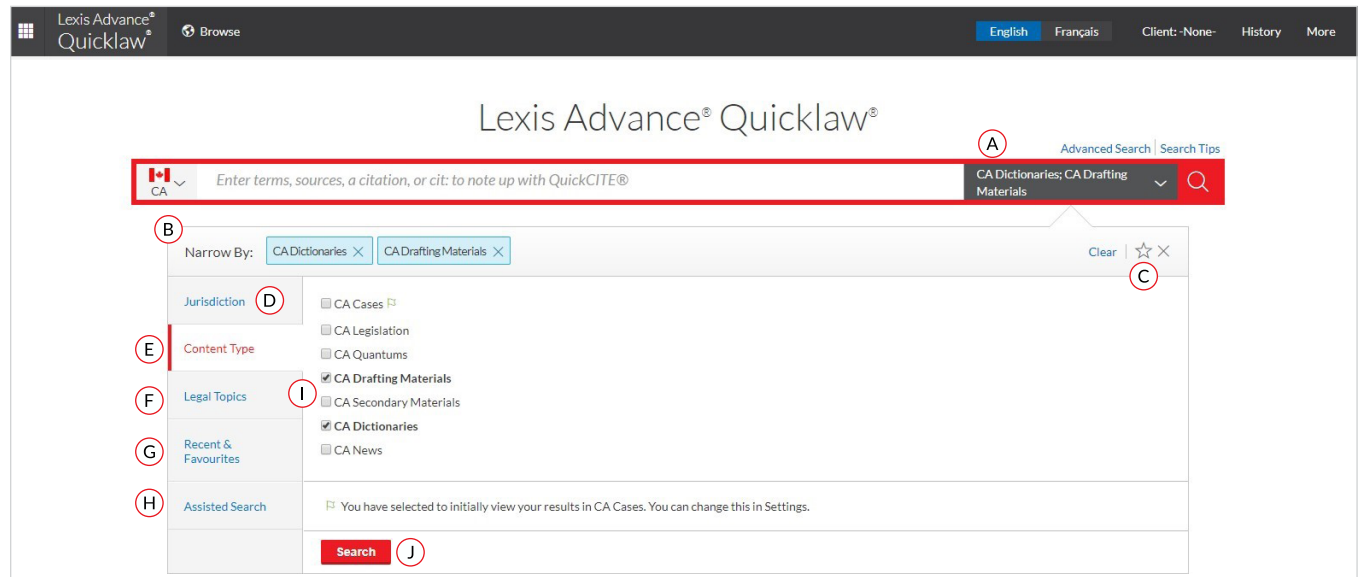 Lexis Advance®
Quicklaw®
Browse
English
Français
Client: -None-
History
More
Lexis Advance® Quicklaw®
A
Advanced Search | Search Tips
CA
Enter terms, sources, a citation, or cit: to note up with QuickCITE®
CA Dictionaries; CA Drafting
Materials
B
Narrow By:
CA Dictionaries
CA Drafting Materials
Clear
C
Jurisdiction
D
CA Cases
CA Legislation
E
Content Type
CA Quantums
CA Drafting Materials
F
Legal Topics
I
CA Secondary Materials
CA Dictionaries
G
Recent &
Favourites
CA News
H
Assisted Search
You have selected to initially view your results in CA Cases. You can change this in Settings.
Search
J